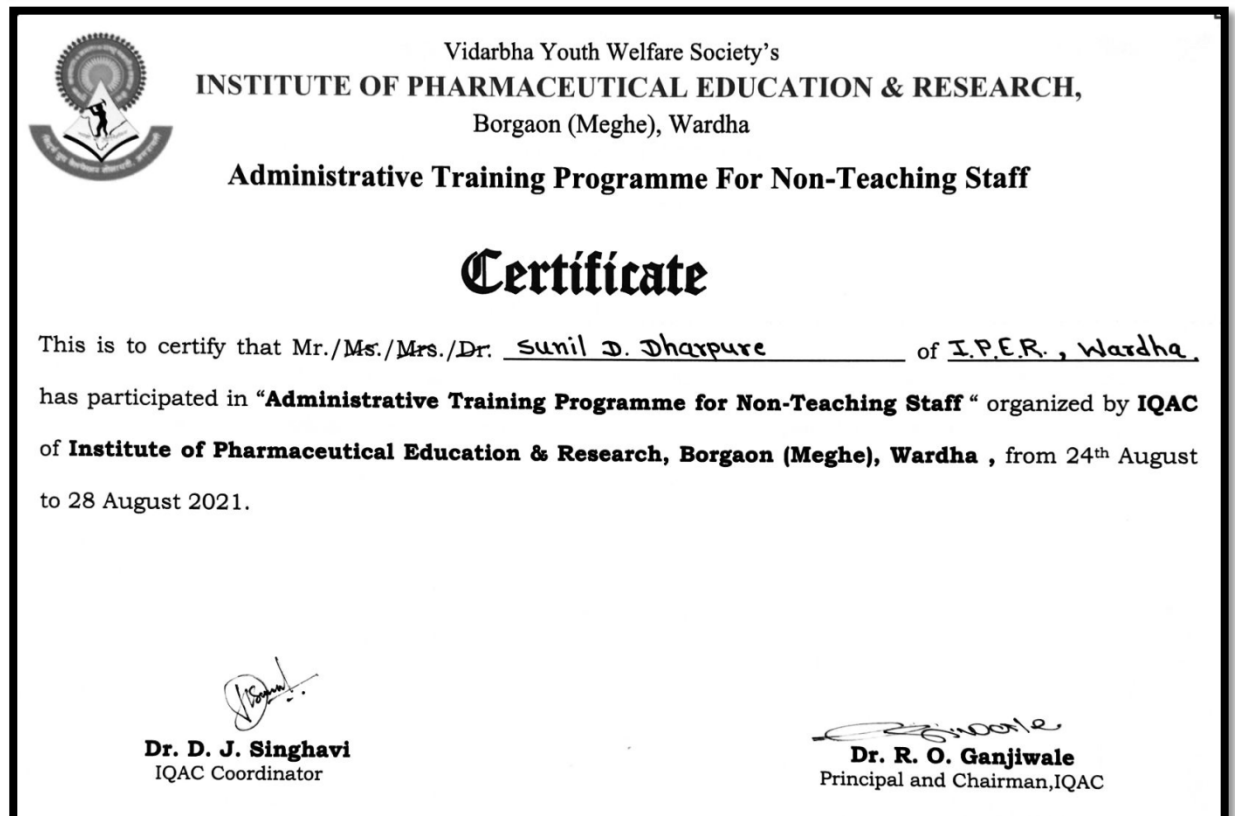 Vidarbha Youth Welfare Society's
INSTITUTE OF PHARMACEUTICAL EDUCATION & RESEARCH,
Borgaon (Meghe), Wardha
Administrative Training Programme For Non-Teaching Staff
Certificate
This is to certify that Mr./Ms./Mrs./Dr. Sunil D. Dharpure of I.P.E.R., Wardha.
has participated in “Administrative Training Programme for Non-Teaching Staff “ organized by IQAC
of Institute of Pharmaceutical Education & Research, Borgaon (Meghe), Wardha , from 24th August
to 28 August 2021.
Dr. D. J. Singhavi
IQAC Coordinator
Dr. R. O. Ganjiwale
Principal and Chairman,IQAC